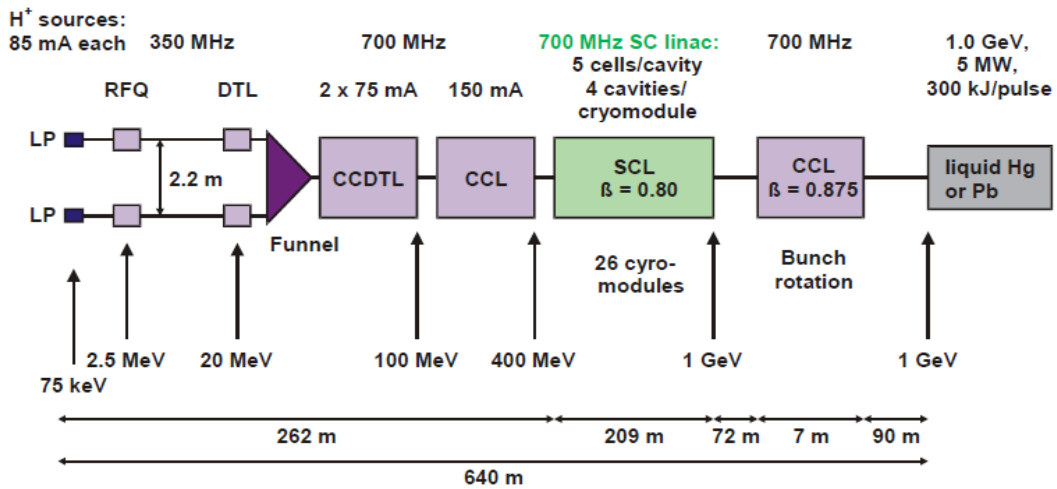 H⁺ sources:
85 mA each
350 MHz
700 MHz
700 MHz SC linac:
5 cells/cavity
4 cavities/
cryomodule
700 MHz
1.0 GeV,
5 MW,
300 kJ/pulse
RFQ
DTL
2 x 75 mA
150 mA
LP
LP
2.2 m
Funnel
CCDTL
CCL
SCL
ß = 0.80
CCL
ß = 0.875
liquid Hg
or Pb
26 cyro-
modules
Bunch
rotation
75 keV
2.5 MeV
20 MeV
100 MeV
400 MeV
1 GeV
1 GeV
262 m
209 m
72 m
7 m
90 m
640 m